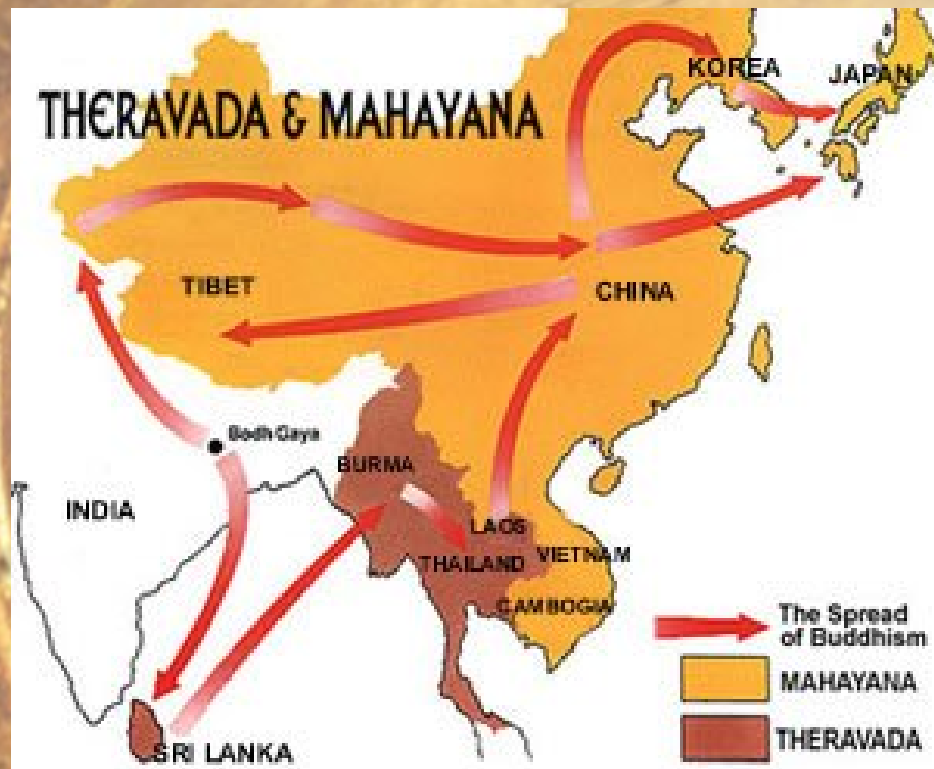 KOREA
JAPAN
THERAVADA & MAHAYANA
TIBET
CHINA
Bodh Gaya
BURMA
INDIA
LAOS
THAILAND
VIETNAM
CAMBOGIA
The Spread
of Buddhism
MAHAYANA
SRI LANKA
THERAVADA